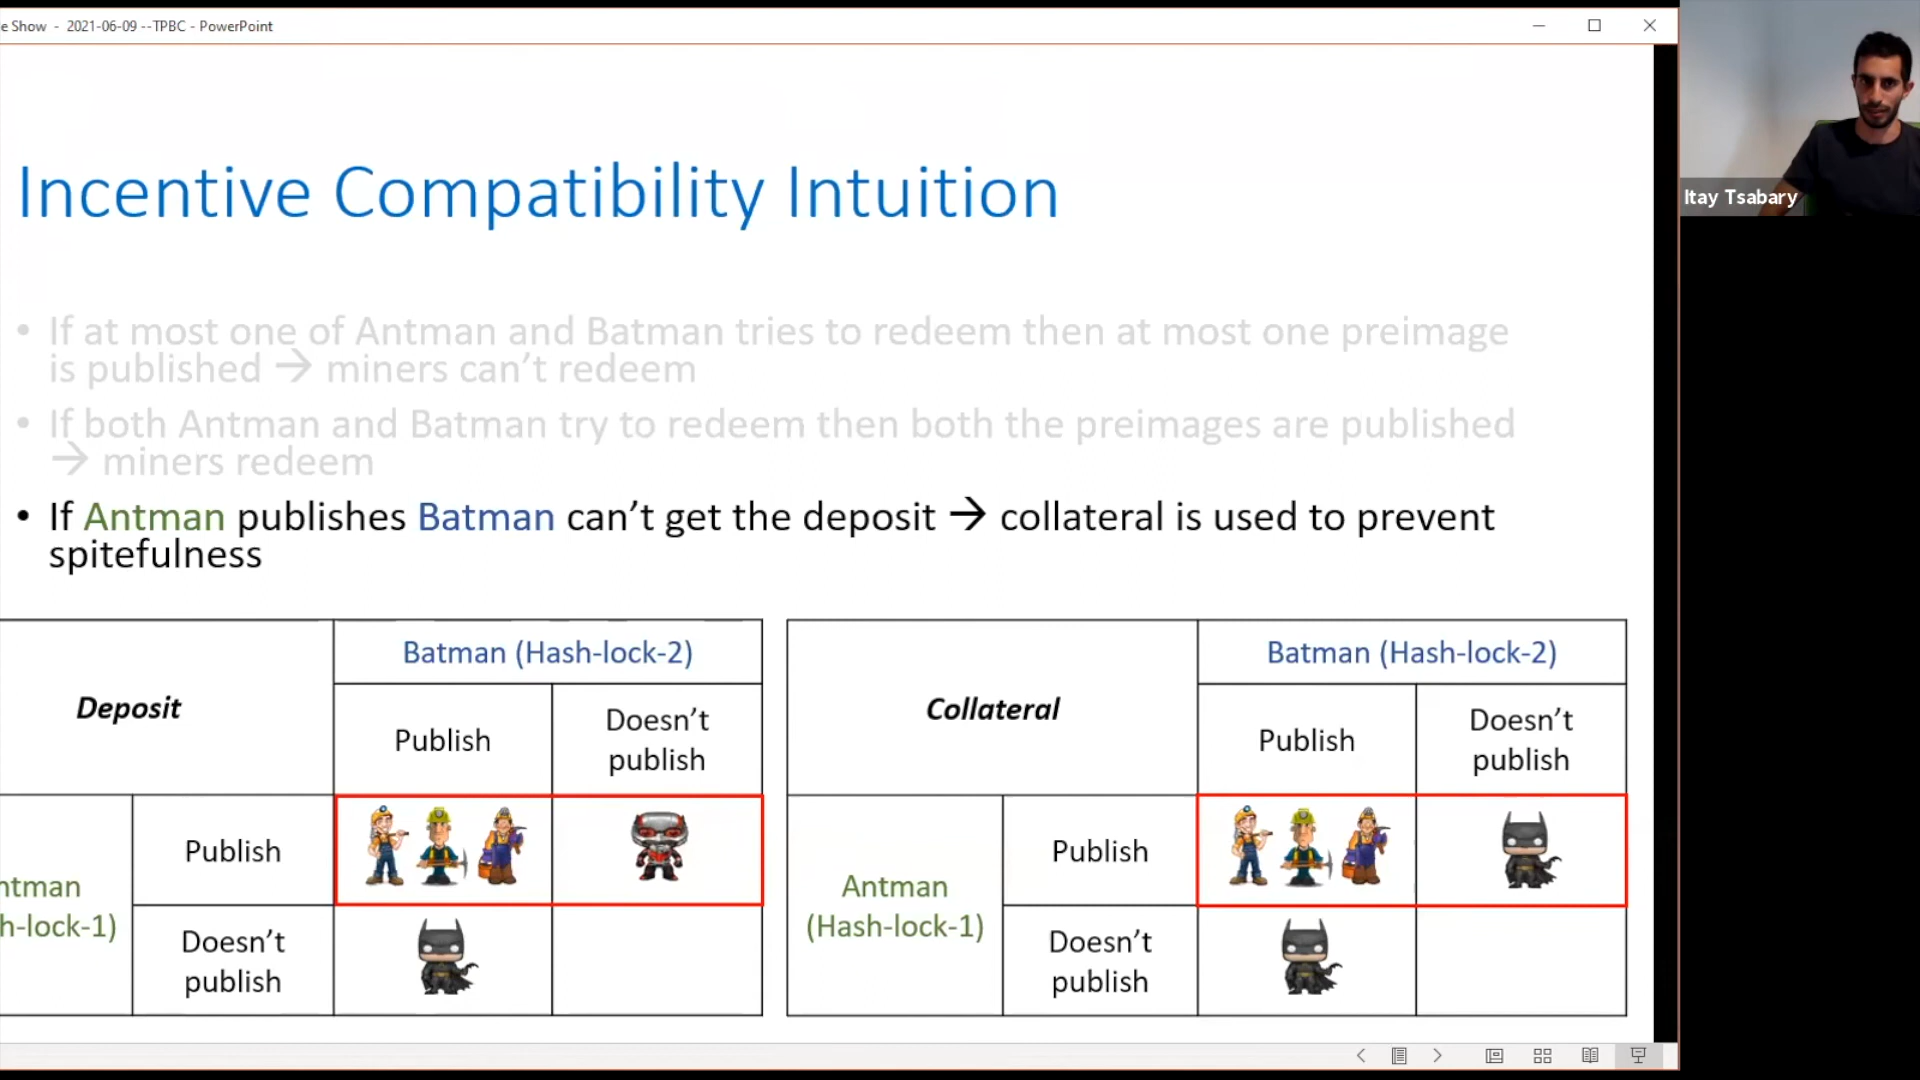 e Show - 2021-06-09 --TPBC - PowerPoint
Itay Tsabary
Incentive Compatibility Intuition
• If at most one of Antman and Batman tries to redeem then at most one preimage
is published → miners can't redeem
• If both Antman and Batman try to redeem then both the preimages are published
→ miners redeem
• If Antman publishes Batman can't get the deposit → collateral is used to prevent
spitefulness
Deposit
Batman (Hash-lock-2)
Publish
Doesn't
publish
ntman
h-lock-1)
Publish
Doesn't
publish
Collateral
Batman (Hash-lock-2)
Publish
Doesn't
publish
Antman
(Hash-lock-1)
Publish
Doesn't
publish